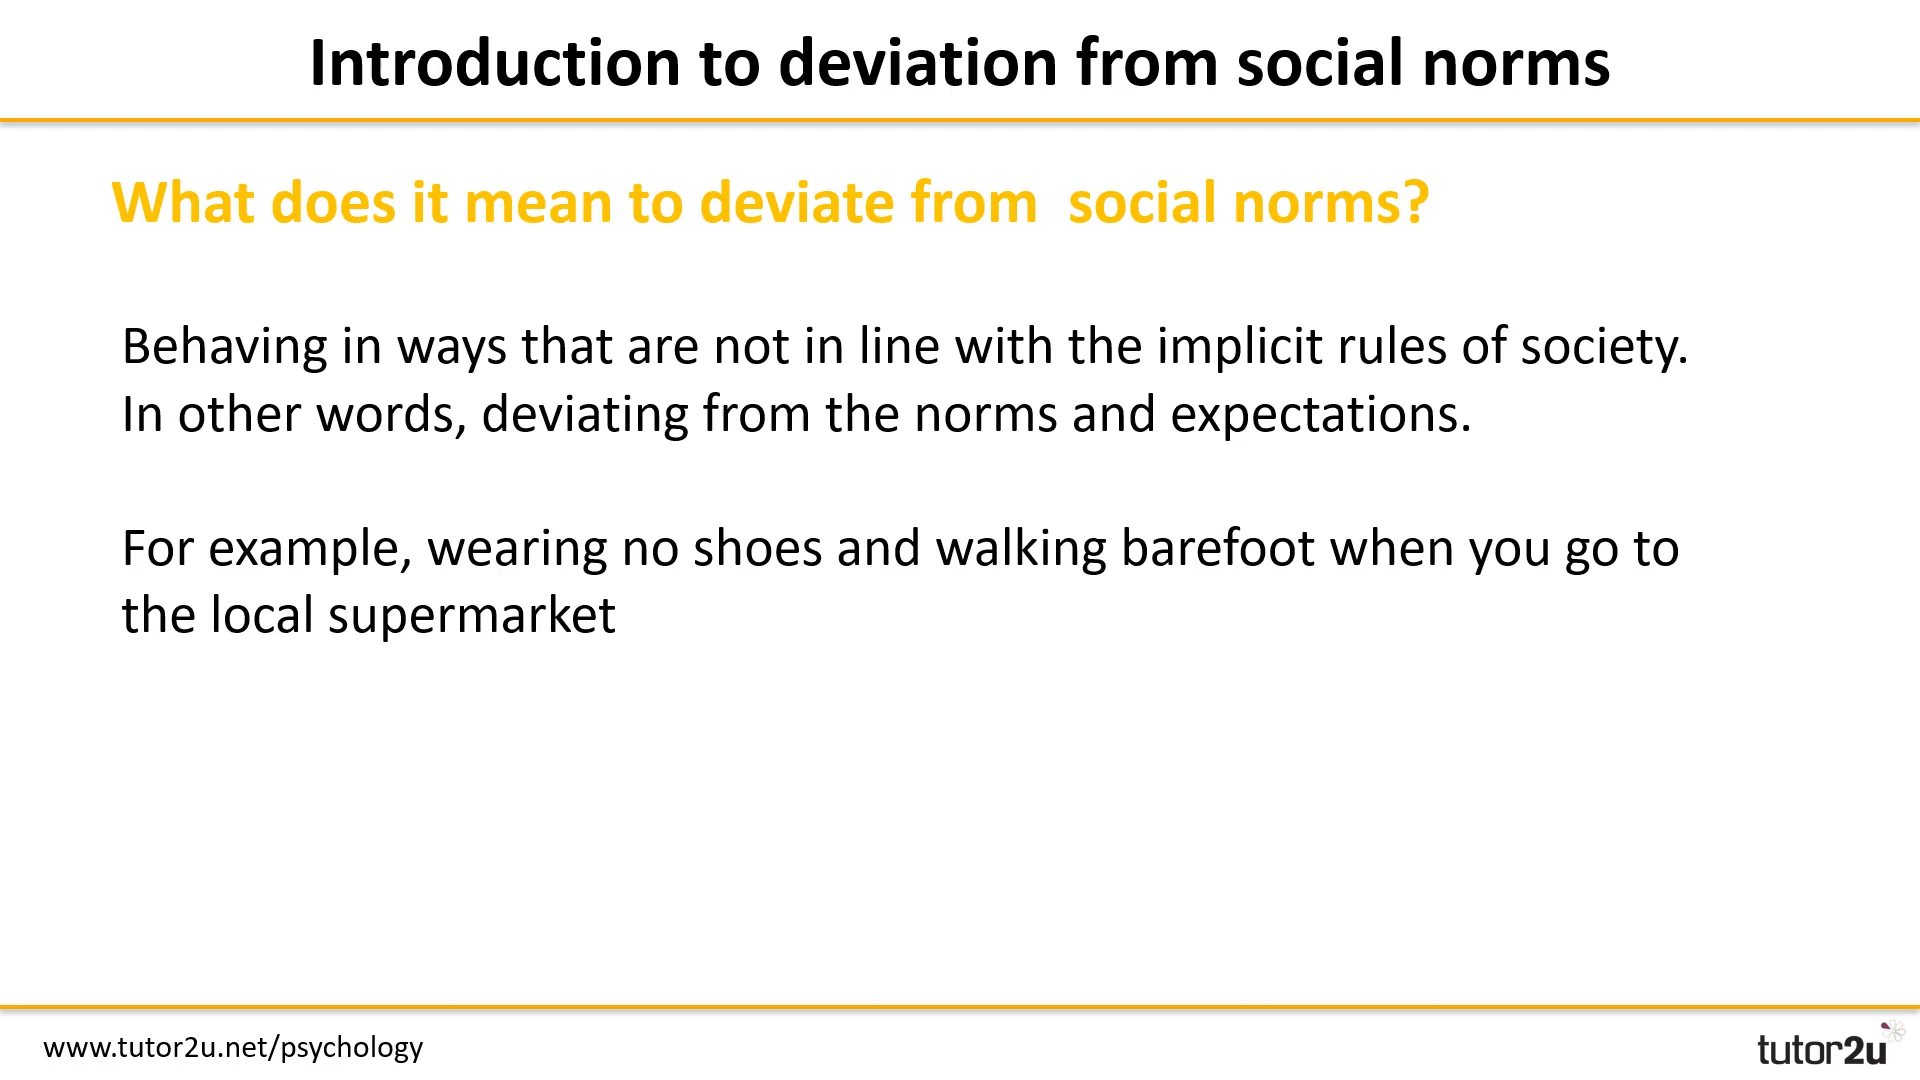 Introduction to deviation from social norms
What does it mean to deviate from  social norms?
Behaving in ways that are not in line with the implicit rules of society.
In other words, deviating from the norms and expectations.
For example, wearing no shoes and walking barefoot when you go to
the local supermarket
www.tutor2u.net/psychology
tutor2u